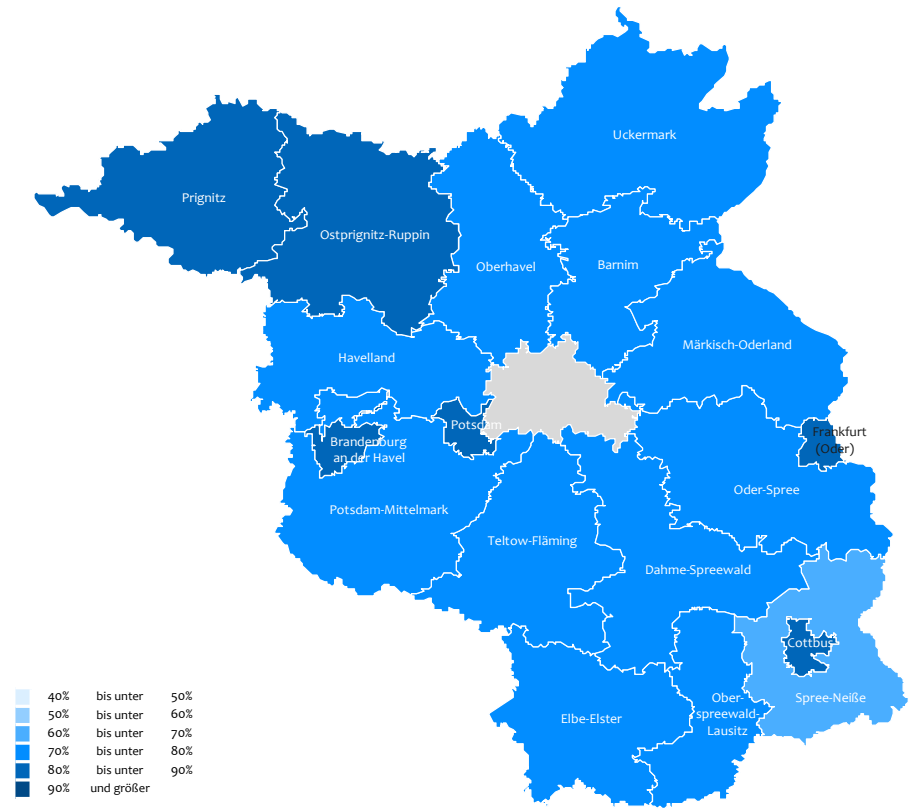 Uckermark
Prignitz
Ostprignitz-Ruppin
Oberhavel
Barnim
Märkisch-Oderland
Havelland
Potsdam
Frankfurt
(Oder)
Brandenburg
an der Havel
Oder-Spree
Potsdam-Mittelmark
Teltow-Fläming
Dahme-Spreewald
Cottbus
Spree-Neiße
Ober-
spreewald-
Lausitz
Elbe-Elster
40% bis unter 50%
50% bis unter 60%
60% bis unter 70%
70% bis unter 80%
80% bis unter 90%
90% und größer